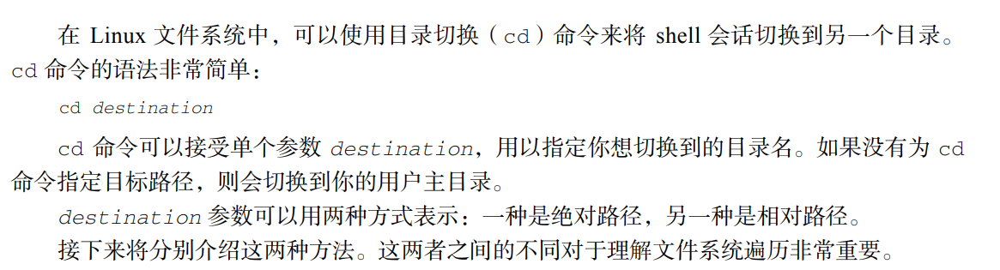 在 Linux 文件系统中，可以使用目录切换（cd）命令来将 shell 会话切换到另一个目录。
cd 命令的语法非常简单：
cd destination
cd 命令可以接受单个参数 destination，用以指定你想切换到的目录名。如果没有为 cd
命令指定目标路径，则会切换到你的用户主目录。
destination 参数可以用两种方式表示：一种是绝对路径，另一种是相对路径。
接下来将分别介绍这两种方法。这两者之间的不同对于理解文件系统遍历非常重要。